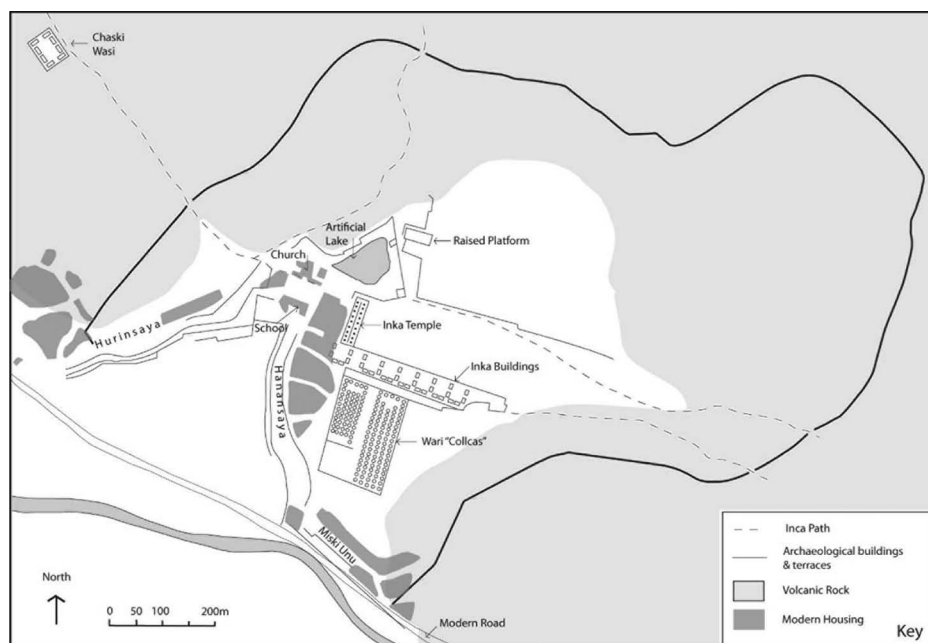 Chaski
Wasi
Artificial
Lake
Church
Raised Platform
Hurinsaya
School
Inka Temple
Hanansaya
Inka Buildings
Wari "Collcas"
Miski Unu
North
0 50 100 200m
Modern Road
Inca Path
Archaeological buildings
& terraces
Volcanic Rock
Modern Housing
Key